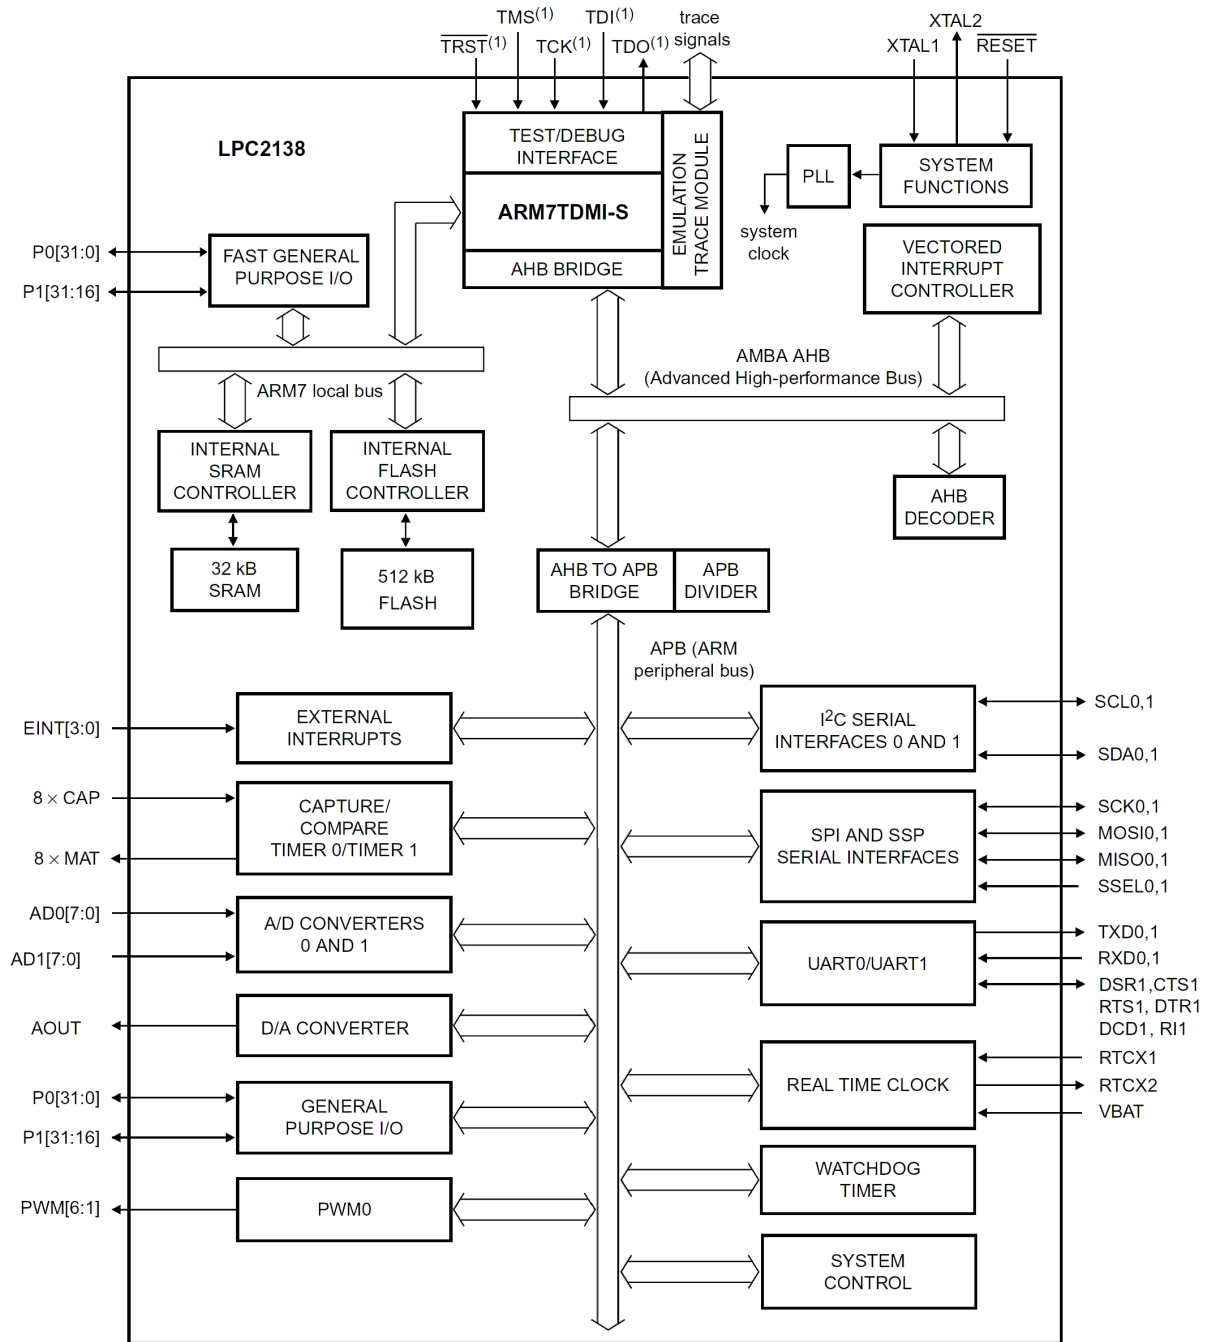 TMS(1)
TDI(1)
trace
signals
TRST(1)
TCK(1)
TDO(1)
XTAL2
XTAL1
RESET
LPC2138
TEST/DEBUG
INTERFACE
ARM7TDMI-S
AHB BRIDGE
EMULATION
TRACE MODULE
PLL
SYSTEM
FUNCTIONS
system
clock
VECTORED
INTERRUPT
CONTROLLER
P0[31:0]
P1[31:16]
FAST GENERAL
PURPOSE I/O
ARM7 local bus
AMBA AHB
(Advanced High-performance Bus)
INTERNAL
SRAM
CONTROLLER
INTERNAL
FLASH
CONTROLLER
AHB
DECODER
32 kB
SRAM
512 kB
FLASH
AHB TO APB
BRIDGE
APB
DIVIDER
APB (ARM
peripheral bus)
EINT[3:0]
EXTERNAL
INTERRUPTS
I2C SERIAL
INTERFACES 0 AND 1
SCL0,1
SDA0,1
8 × CAP
8 × MAT
CAPTURE/
COMPARE
TIMER 0/TIMER 1
SPI AND SSP
SERIAL INTERFACES
SCK0,1
MOSI0,1
MISO0,1
SSEL0,1
AD0[7:0]
AD1[7:0]
A/D CONVERTERS
0 AND 1
UART0/UART1
TXD0,1
RXD0,1
DSR1,CTS1
RTS1, DTR1
DCD1, RI1
AOUT
D/A CONVERTER
REAL TIME CLOCK
RTCX1
RTCX2
VBAT
P0[31:0]
P1[31:16]
GENERAL
PURPOSE I/O
WATCHDOG
TIMER
PWM[6:1]
PWM0
SYSTEM
CONTROL